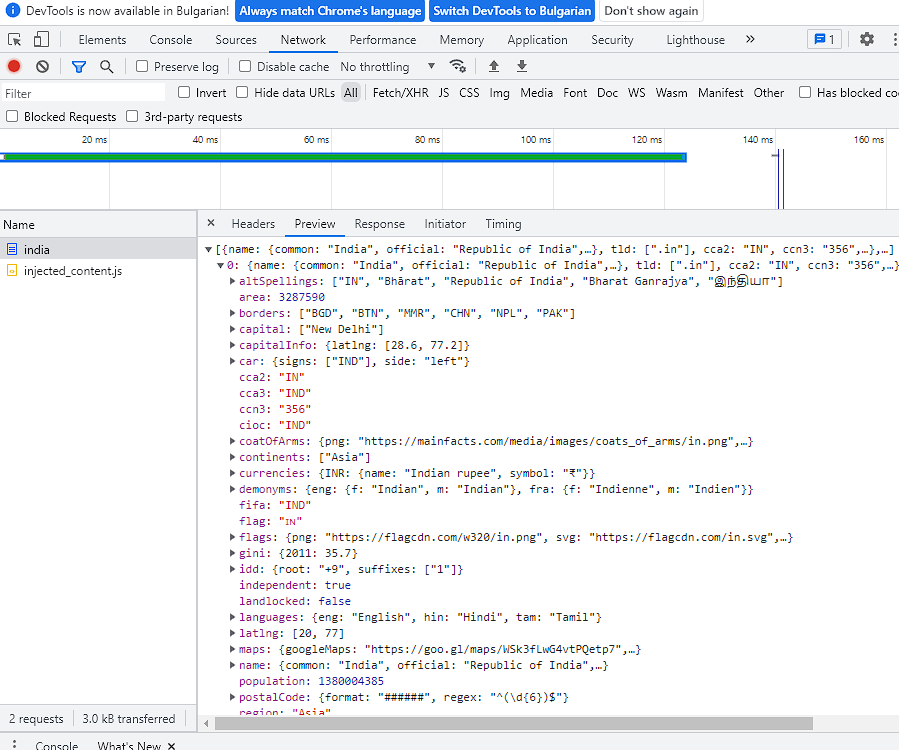 DevTools is now available in Bulgarian! Always match Chrome's language Switch DevTools to Bulgarian Don't show again
Elements Console Sources Network Performance Memory Application Security Lighthouse » 1
Preserve log Disable cache No throttling
Filter Invert Hide data URLs All Fetch/XHR JS CSS Img Media Font Doc WS Wasm Manifest Other Has blocked co
Blocked Requests 3rd-party requests
20 ms 40 ms 60 ms 80 ms 100 ms 120 ms 140 ms 160 ms
Name × Headers Preview Response Initiator Timing
india
injected_content.js
[{name: {common: "India", official: "Republic of India",…}, tld: [".in"], cca2: "IN", ccn3: "356",…},…]
0: {name: {common: "India", official: "Republic of India",…}, tld: [".in"], cca2: "IN", ccn3: "356",…
altSpellings: ["IN", "Bhārat", "Republic of India", "Bharat Ganrajya", "இந்தியா"]
area: 3287590
borders: ["BGD", "BTN", "MMR", "CHN", "NPL", "PAK"]
capital: ["New Delhi"]
capitalInfo: {latlng: [28.6, 77.2]}
car: {signs: ["IND"], side: "left"}
cca2: "IN"
cca3: "IND"
ccn3: "356"
cioc: "IND"
coatOfArms: {png: "https://mainfacts.com/media/images/coats_of_arms/in.png",…}
continents: ["Asia"]
currencies: {INR: {name: "Indian rupee", symbol: "₹"}}
demonyms: {eng: {f: "Indian", m: "Indian"}, fra: {f: "Indienne", m: "Indien"}}
fifa: "IND"
flag: "IN"
flags: {png: "https://flagcdn.com/w320/in.png", svg: "https://flagcdn.com/in.svg",…}
gini: {2011: 35.7}
idd: {root: "+9", suffixes: ["1"]}
independent: true
landlocked: false
languages: {eng: "English", hin: "Hindi", tam: "Tamil"}
latlng: [20, 77]
maps: {googleMaps: "https://goo.gl/maps/WSk3fLwG4vtPQetp7",…}
name: {common: "India", official: "Republic of India",…}
population: 1380004385
postalCode: {format: "######", regex: "^(\d{6})$"}
region: "Asia"
2 requests 3.0 kB transferred
Console What's New ×